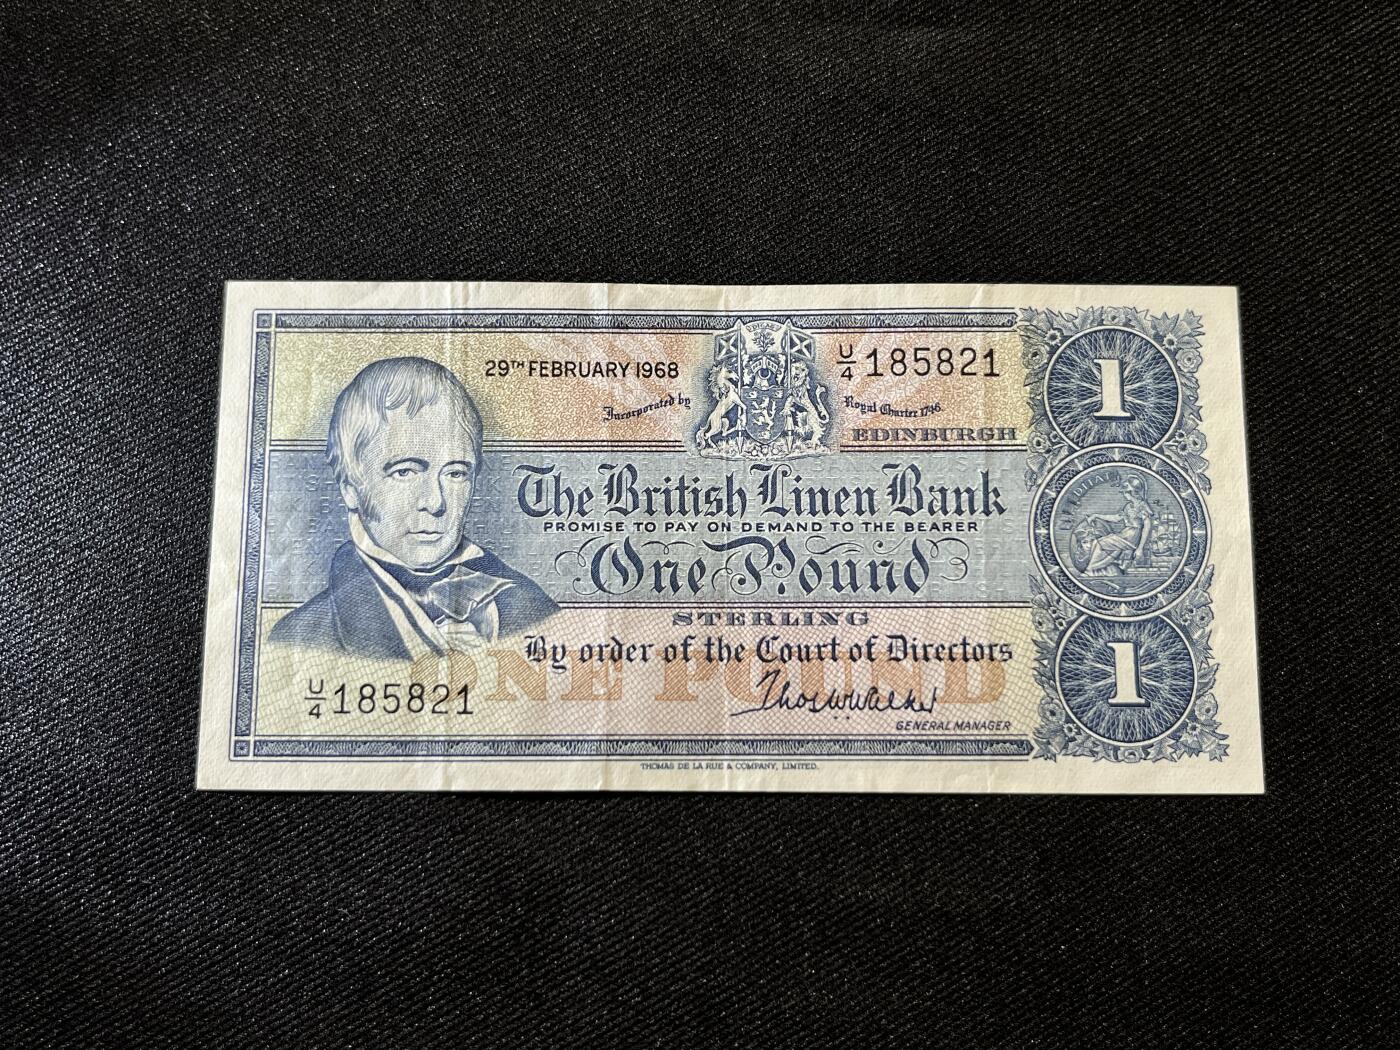 29TH FEBRUARY 1968
U/4 185821
Incorporated by
Royal Charter 1746.
EDINBURGH
The British Linen Bank
PROMISE TO PAY ON DEMAND TO THE BEARER
One Pound
STERLING
By order of the Court of Directors
ONE POUND
U/4 185821
Thos W Walker
GENERAL MANAGER
THOMAS DE LA RUE & COMPANY, LIMITED.
1
1